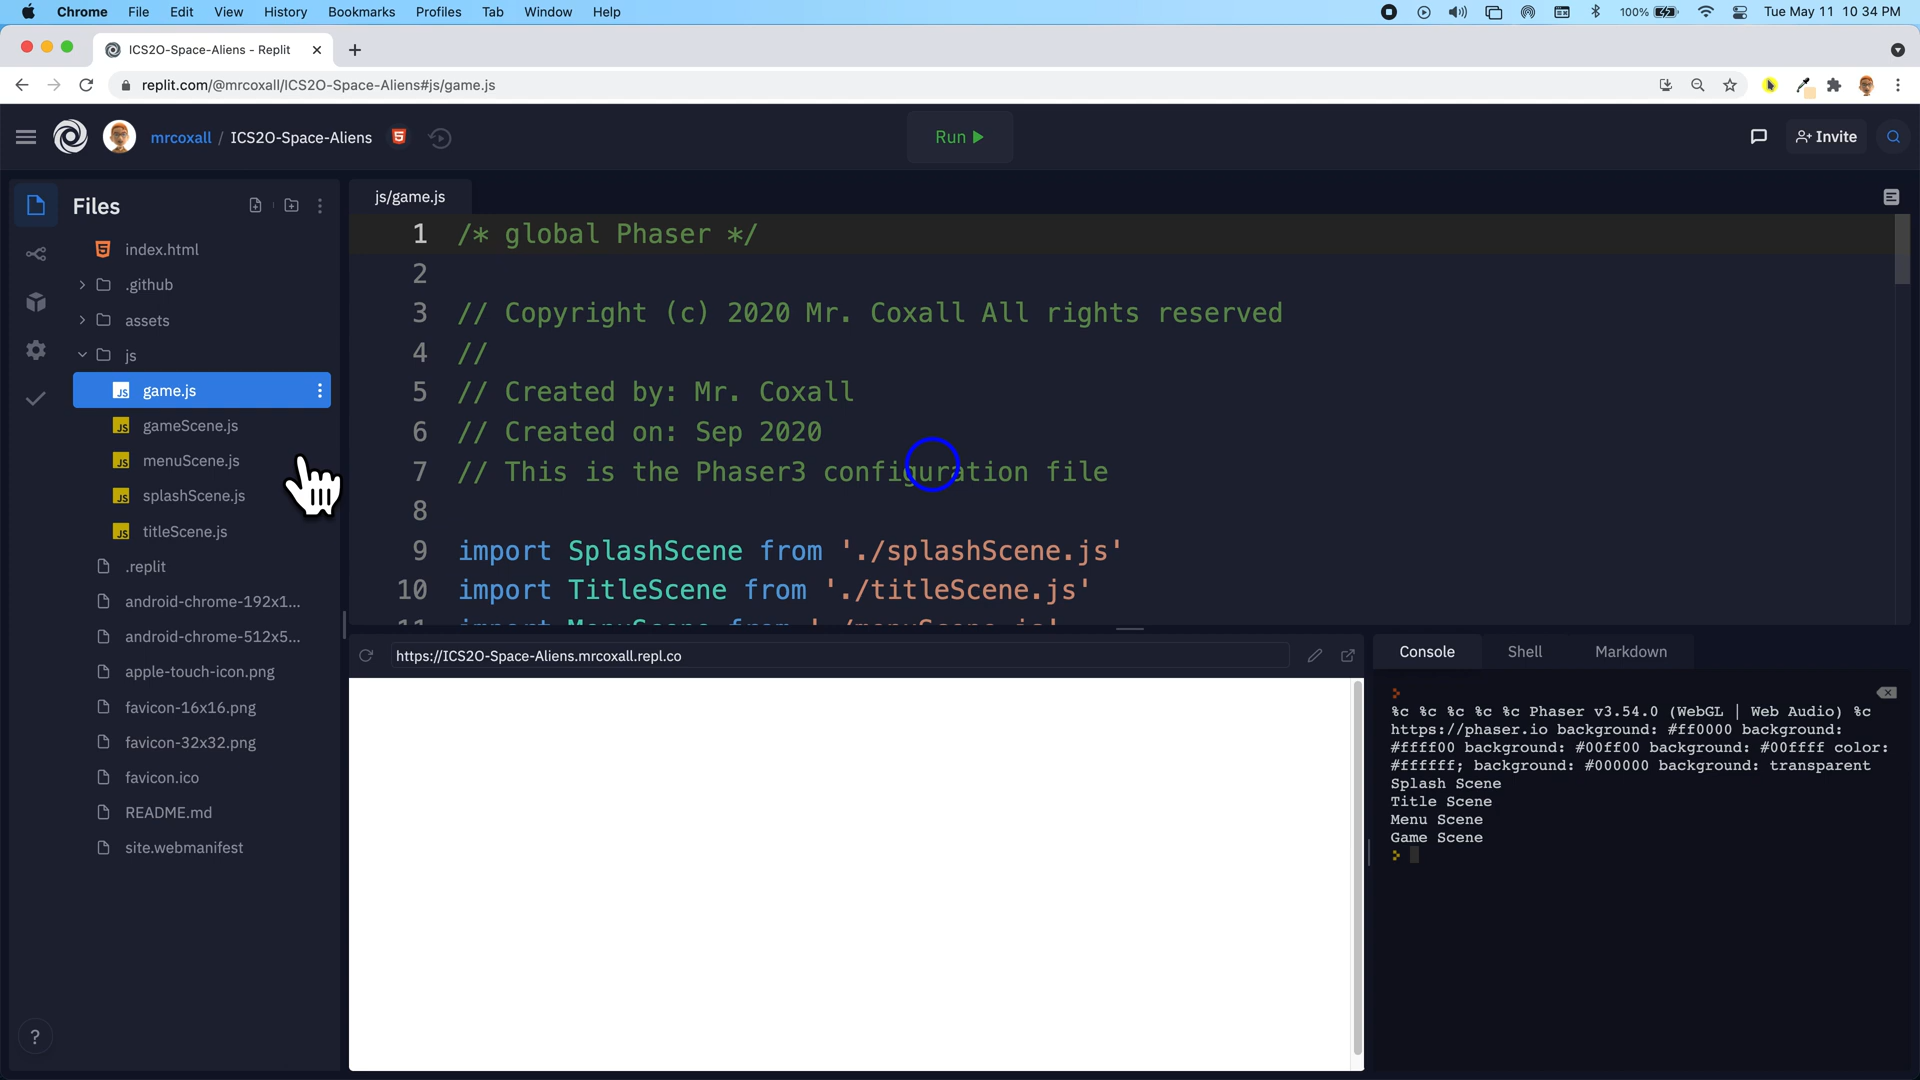 Chrome File Edit View History Bookmarks Profiles Tab Window Help 100% Tue May 11 10:34 PM
ICS2O-Space-Aliens - Replit
replit.com/@mrcoxall/ICS2O-Space-Aliens#js/game.js
mrcoxall / ICS2O-Space-Aliens
Run
Invite
Files
index.html
.github
assets
js
game.js
gameScene.js
menuScene.js
splashScene.js
titleScene.js
.replit
android-chrome-192x1...
android-chrome-512x5...
apple-touch-icon.png
favicon-16x16.png
favicon-32x32.png
favicon.ico
README.md
site.webmanifest
?
js/game.js
1 /* global Phaser */
2
3 // Copyright (c) 2020 Mr. Coxall All rights reserved
4 //
5 // Created by: Mr. Coxall
6 // Created on: Sep 2020
7 // This is the Phaser3 configuration file
8
9 import SplashScene from './splashScene.js'
10 import TitleScene from './titleScene.js'
11 import MenuScene from './menuScene.js'
https://ICS2O-Space-Aliens.mrcoxall.repl.co
Console Shell Markdown
%c %c %c %c %c Phaser v3.54.0 (WebGL | Web Audio) %c
https://phaser.io background: #ff0000 background:
#ffff00 background: #00ff00 background: #00ffff color:
#ffffff; background: #000000 background: transparent
Splash Scene
Title Scene
Menu Scene
Game Scene